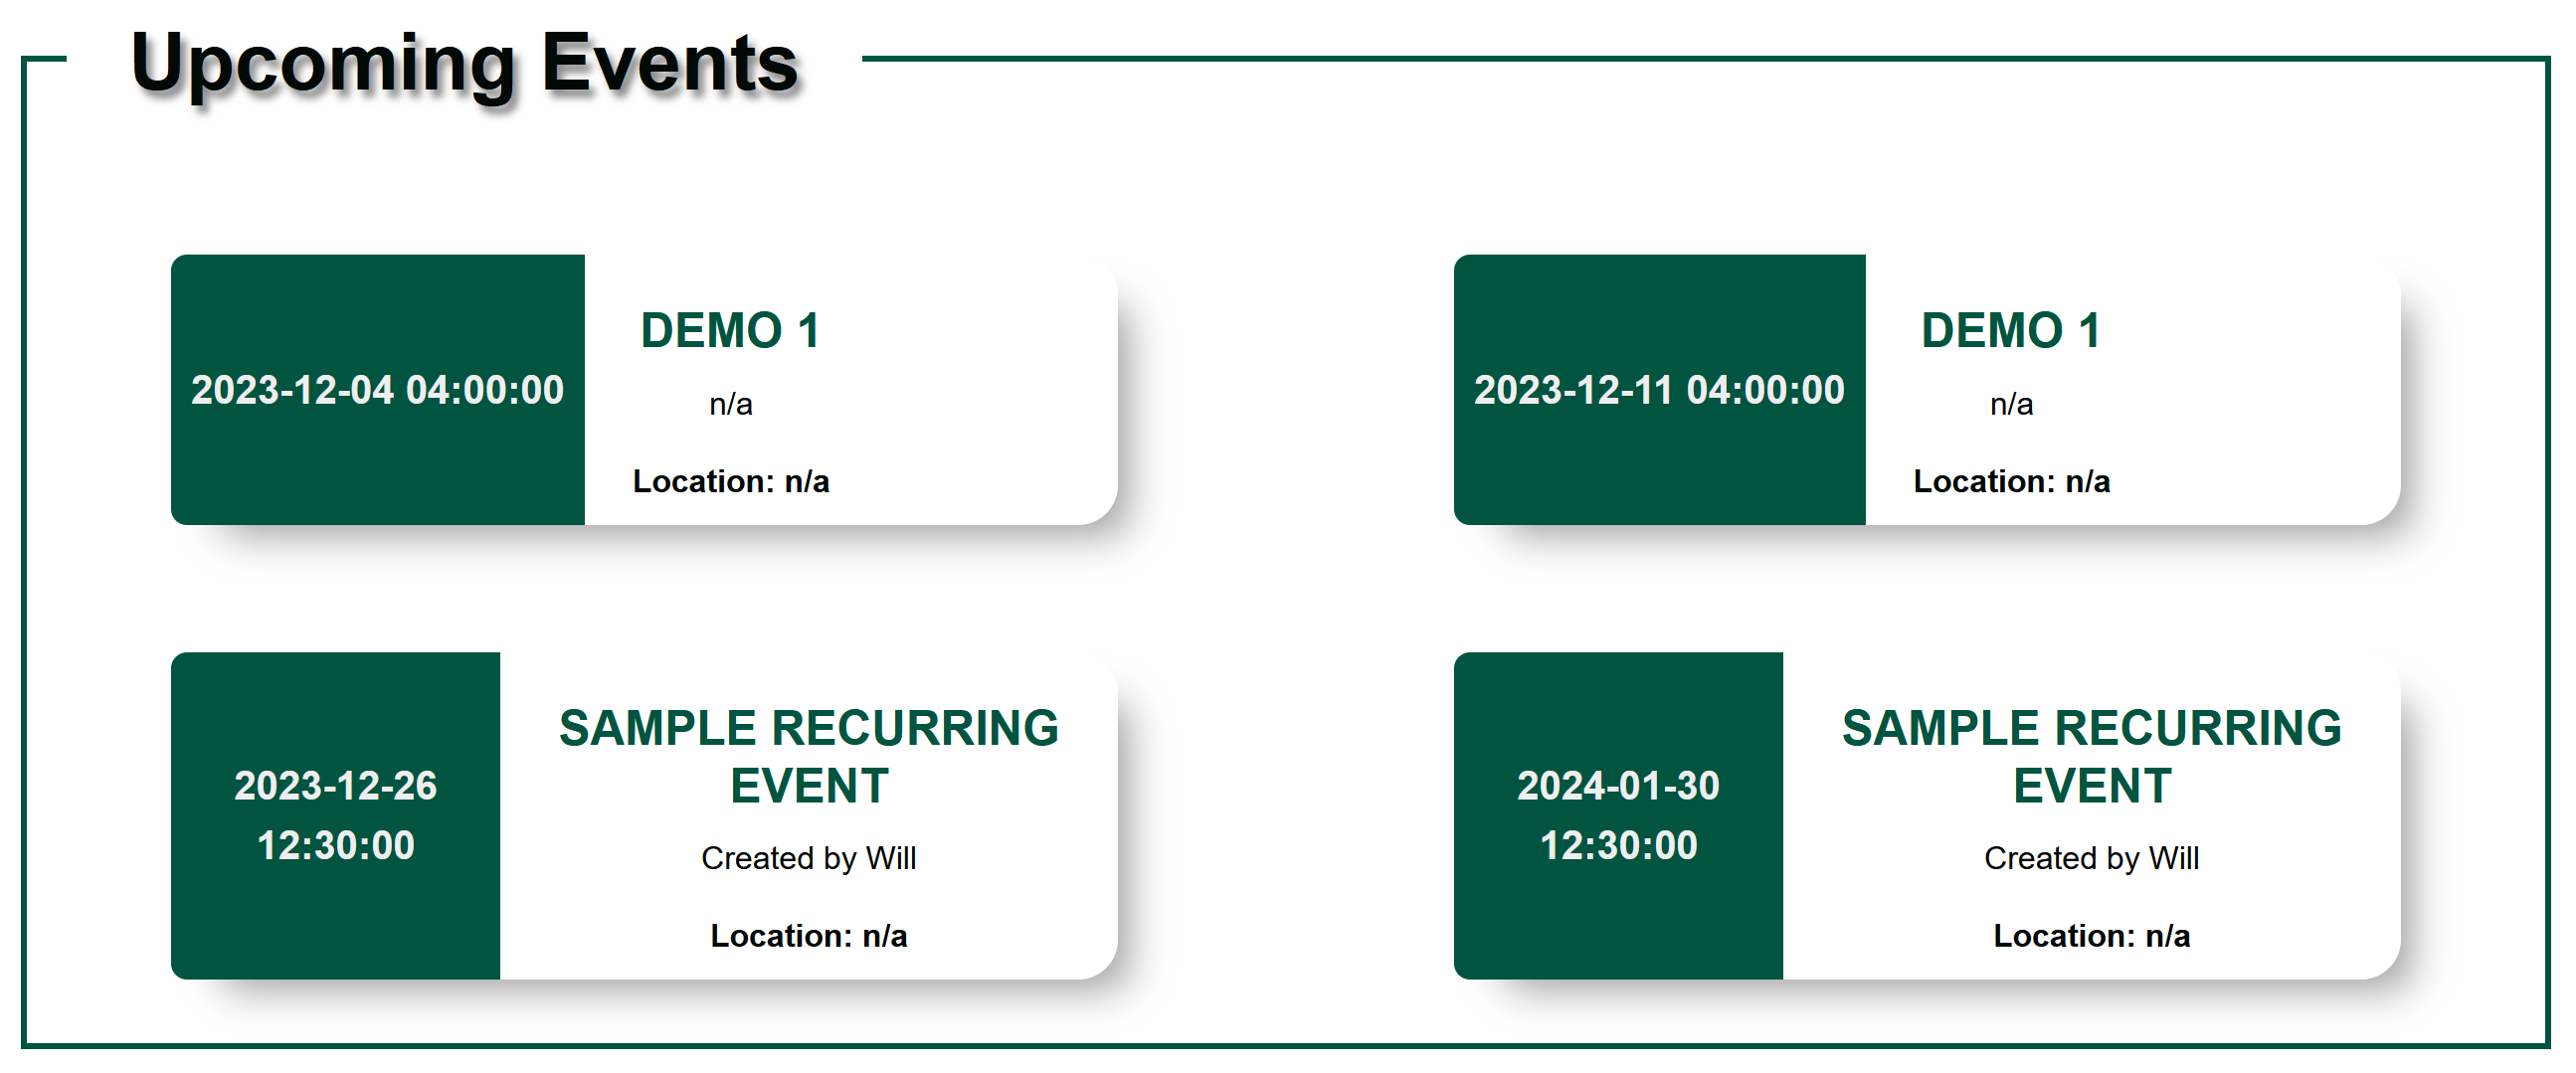 Upcoming Events
2023-12-04 04:00:00
DEMO 1
n/a
Location: n/a
2023-12-11 04:00:00
DEMO 1
n/a
Location: n/a
2023-12-26
12:30:00
SAMPLE RECURRING
EVENT
Created by Will
Location: n/a
2024-01-30
12:30:00
SAMPLE RECURRING
EVENT
Created by Will
Location: n/a